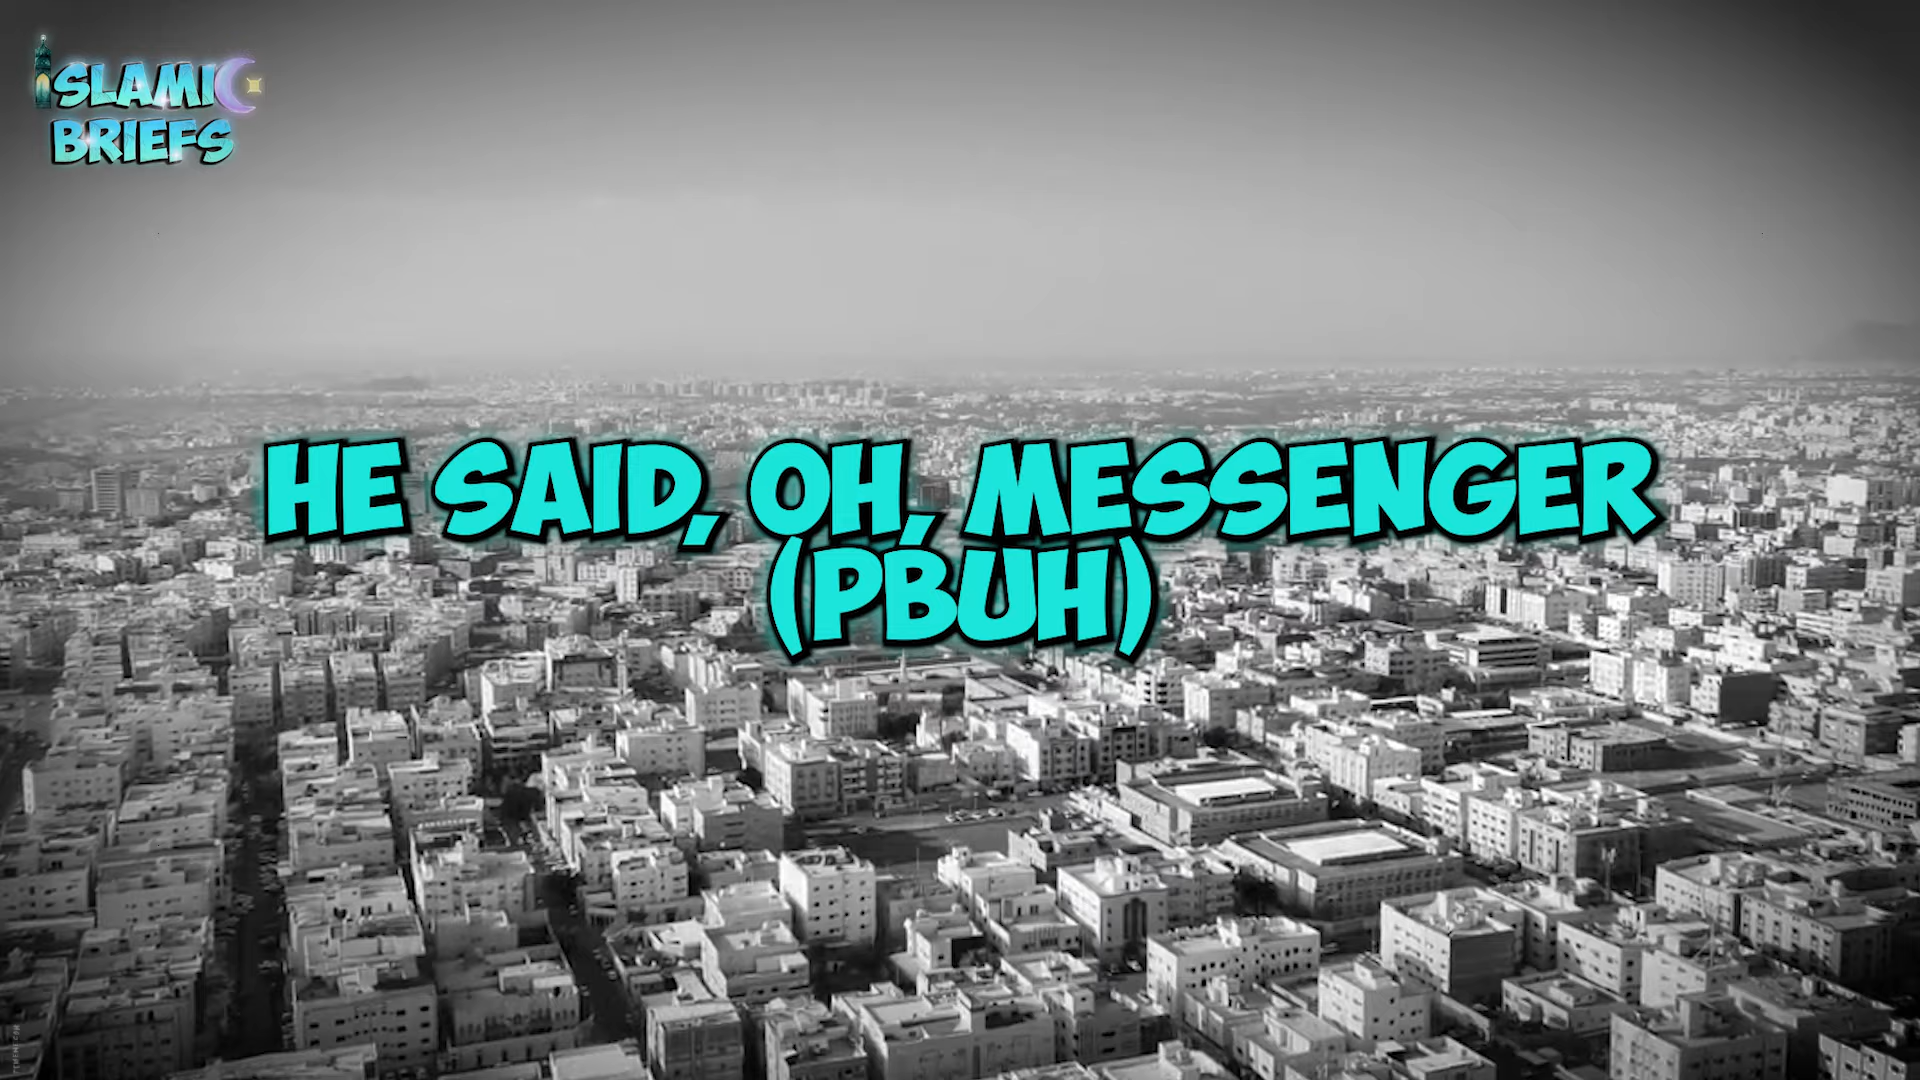 ISLAMIC
BRIEFS
HE SAID, OH, MESSENGER
(PBUH)